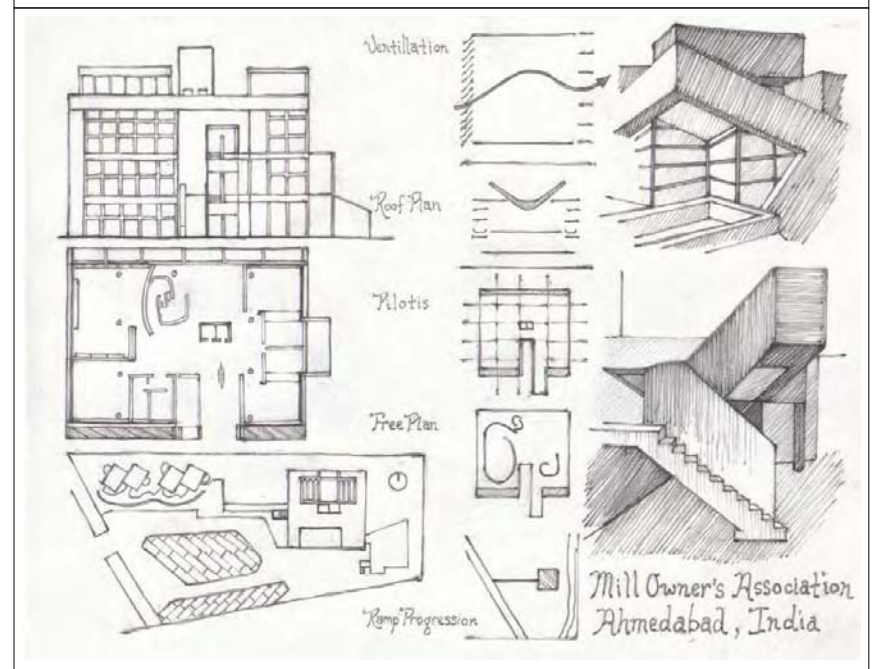 Ventillation
Roof Plan
Pilotis
Free Plan
Ramp Progression
Mill Owner's Association
Ahmedabad, India